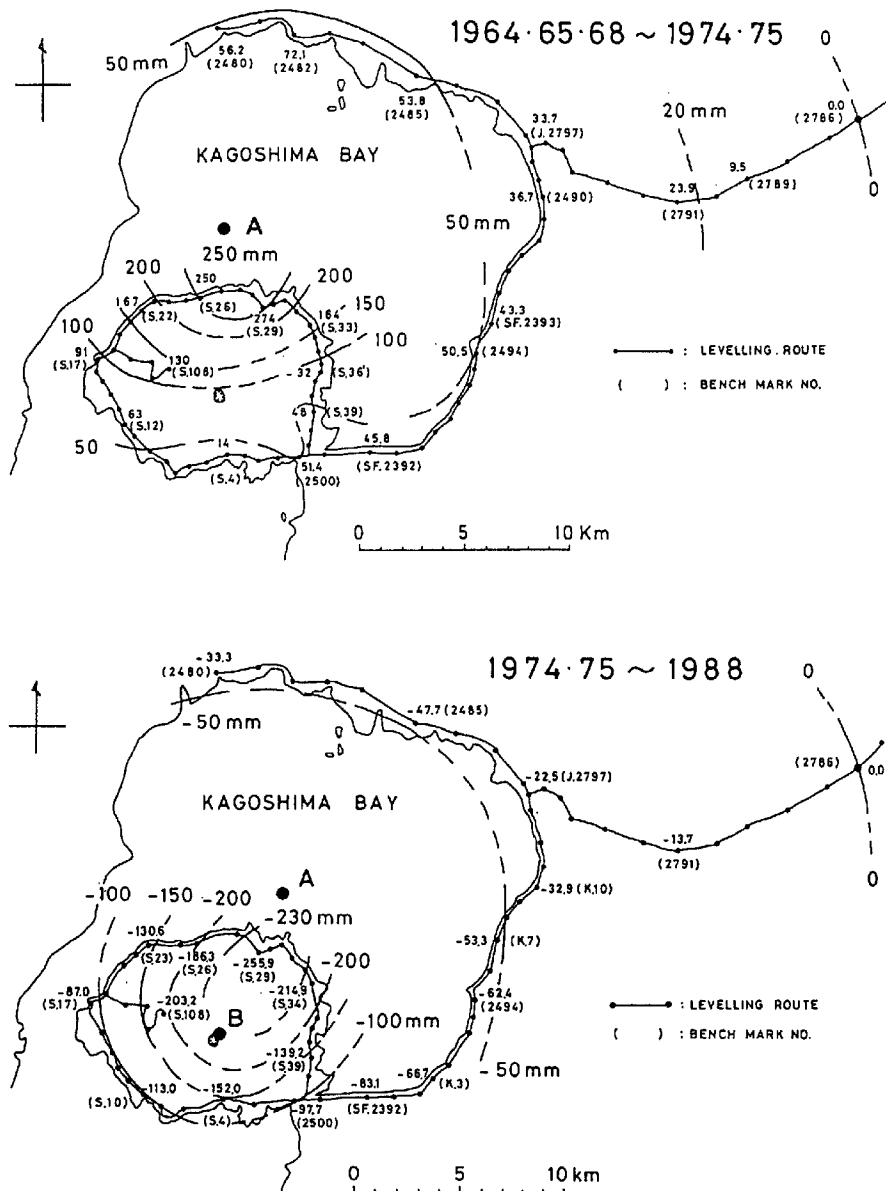 1964·65·68 ~ 1974·75
0
50 mm
56.2
(2480)
72.1
(2482)
53.8
(2485)
33.7
(J.2797)
20 mm
0.0
(2786)
0
9.5
(2789)
23.9
(2791)
KAGOSHIMA BAY
36.7
(2490)
50 mm
A
250 mm
200
250
(S,26)
200
150
100
167
(S,22)
274
(S,29)
164
(S,33)
100
43.3
(SF.2393)
50.5
(2494)
91
(S,17)
130
(S,108)
-32
(S,36)
63
(S,12)
48
(S,39)
50
14
(S,4)
51.4
(2500)
45.8
(SF.2392)
: LEVELLING. ROUTE
( ) : BENCH MARK NO.
0 5 10 Km
1974·75 ~ 1988
0
-33.3
(2480)
-50 mm
-47.7 (2485)
-22.5 (J.2797)
(2786)
0.0
0
-13.7
(2791)
KAGOSHIMA BAY
A
-32.9 (K,10)
-100
-150
-200
-230 mm
-200
-53.3
(K,7)
-130.6
(S,23)
-186.3
(S,26)
-255.9
(S,29)
-214.9
(S,34)
-62.4
(2494)
-87.0
(S,17)
-203.2
(S,108)
B
-100 mm
-139.2
(S,39)
-50 mm
-113.0
(S,10)
-152.0
(S,4)
-97.7
(2500)
-83.1
(SF.2392)
-66.7
(K,3)
: LEVELLING ROUTE
( ) : BENCH MARK NO.
0 5 10 km